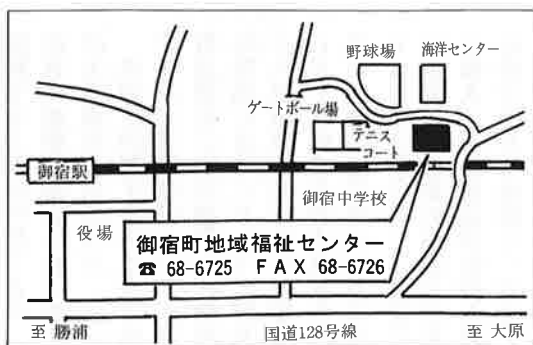 野球場
海洋センター
ゲートボール場
テニス
コート
御宿駅
御宿中学校
役場
御宿町地域福祉センター
☎ 68-6725 FAX 68-6726
至 勝浦
国道128号線
至 大原